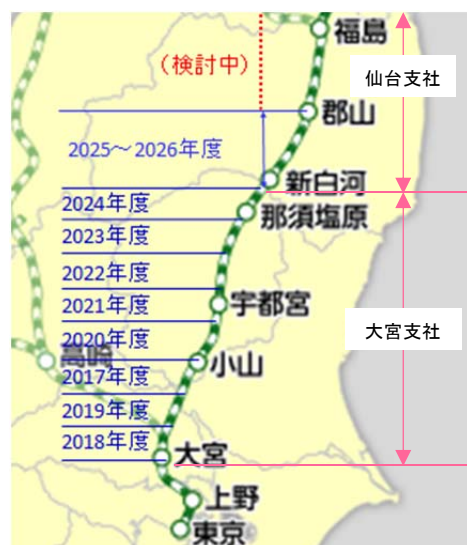 福島
(検討中)
仙台支社
郡山
2025～2026年度
新白河
2024年度
那須塩原
2023年度
2022年度
2021年度
宇都宮
大宮支社
2020年度
高崎
小山
2017年度
2019年度
2018年度
大宮
上野
東京